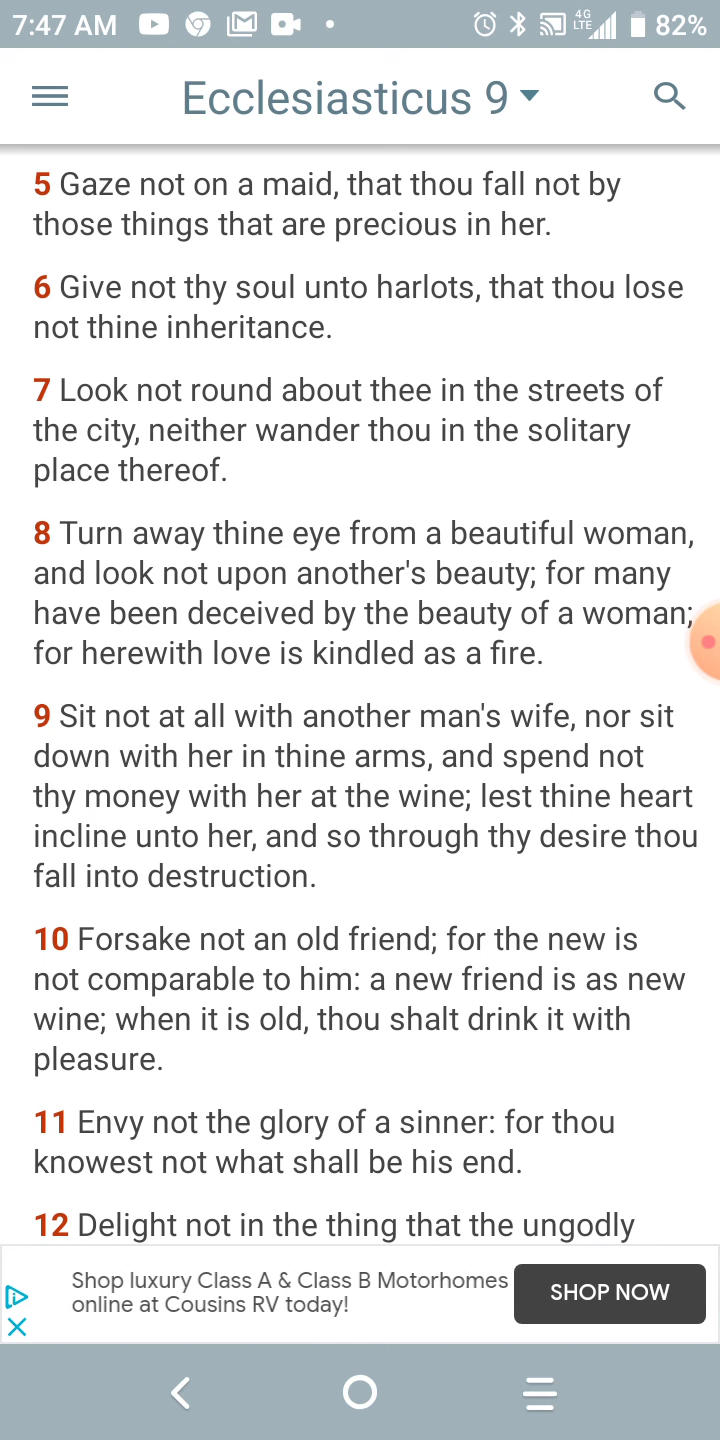 7:47 AM
4G
LTE
82%
Ecclesiasticus 9
5 Gaze not on a maid, that thou fall not by
those things that are precious in her.
6 Give not thy soul unto harlots, that thou lose
not thine inheritance.
7 Look not round about thee in the streets of
the city, neither wander thou in the solitary
place thereof.
8 Turn away thine eye from a beautiful woman,
and look not upon another's beauty; for many
have been deceived by the beauty of a woman;
for herewith love is kindled as a fire.
9 Sit not at all with another man's wife, nor sit
down with her in thine arms, and spend not
thy money with her at the wine; lest thine heart
incline unto her, and so through thy desire thou
fall into destruction.
10 Forsake not an old friend; for the new is
not comparable to him: a new friend is as new
wine; when it is old, thou shalt drink it with
pleasure.
11 Envy not the glory of a sinner: for thou
knowest not what shall be his end.
12 Delight not in the thing that the ungodly
Shop luxury Class A & Class B Motorhomes
online at Cousins RV today!
SHOP NOW